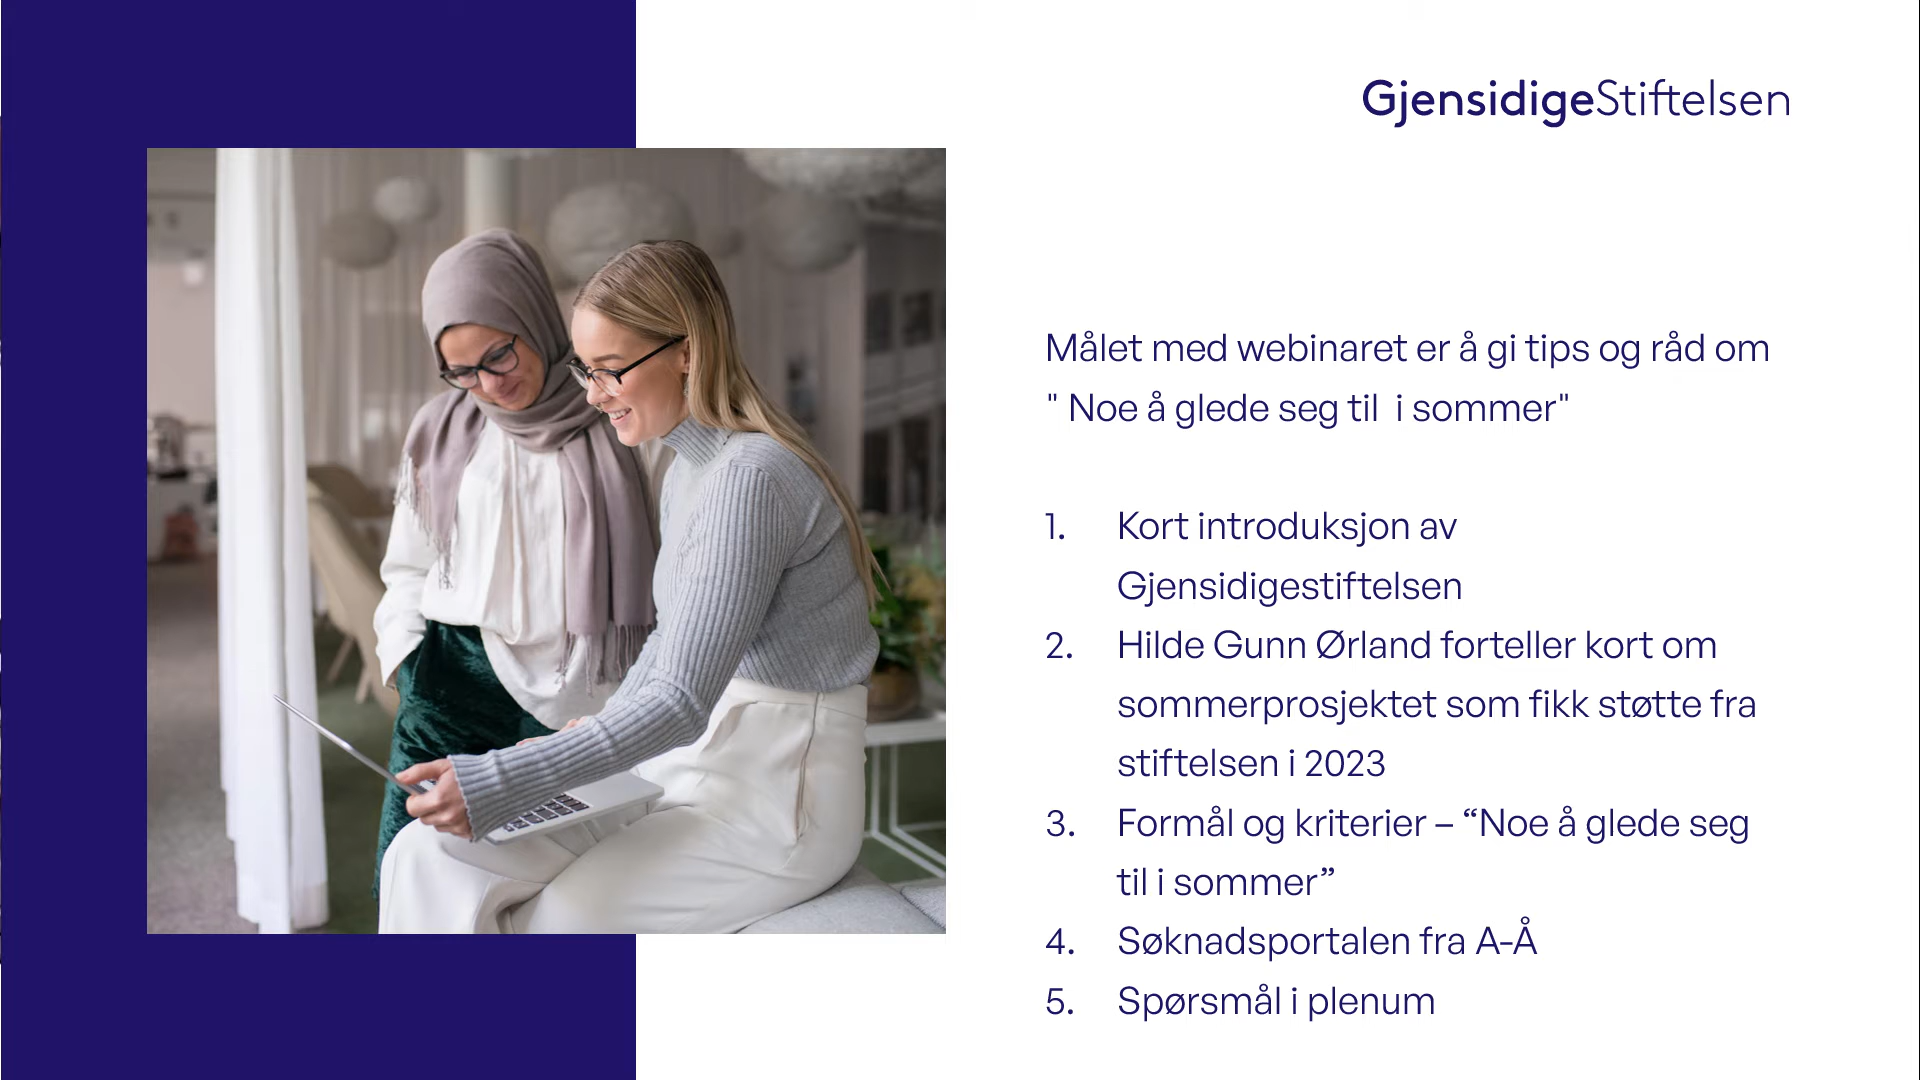 GjensidigeStiftelsen
Målet med webinaret er å gi tips og råd om
" Noe å glede seg til  i sommer"
1. Kort introduksjon av
Gjensidigestiftelsen
2. Hilde Gunn Ørland forteller kort om
sommerprosjektet som fikk støtte fra
stiftelsen i 2023
3. Formål og kriterier – “Noe å glede seg
til i sommer”
4. Søknadsportalen fra A-Å
5. Spørsmål i plenum